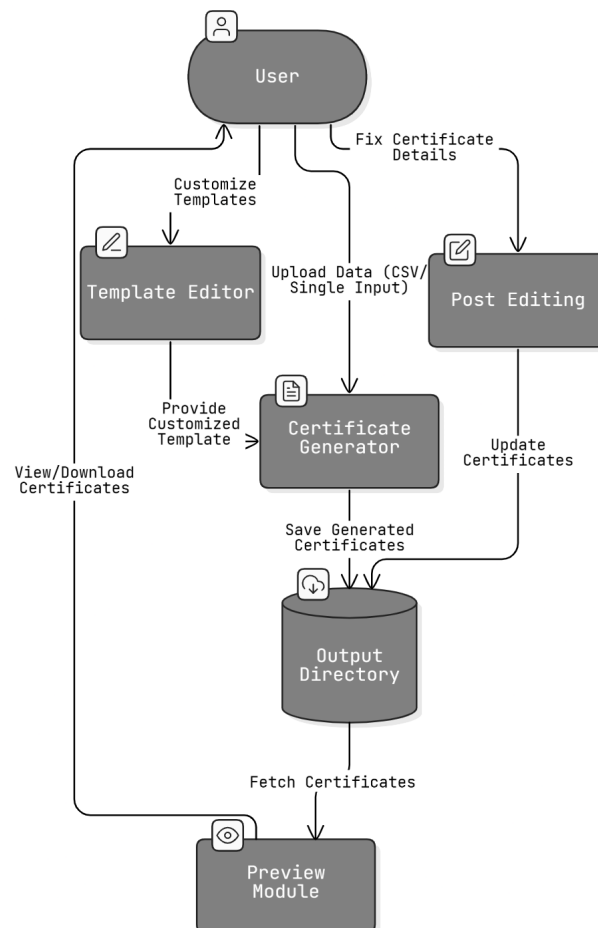 User
Fix Certificate
Details
Customize
Templates
Upload Data (CSV/
Single Input)
Template Editor
Post Editing
Provide
Customized
Template
Certificate
Generator
Update
Certificates
View/Download
Certificates
Save Generated
Certificates
Output
Directory
Fetch Certificates
Preview
Module